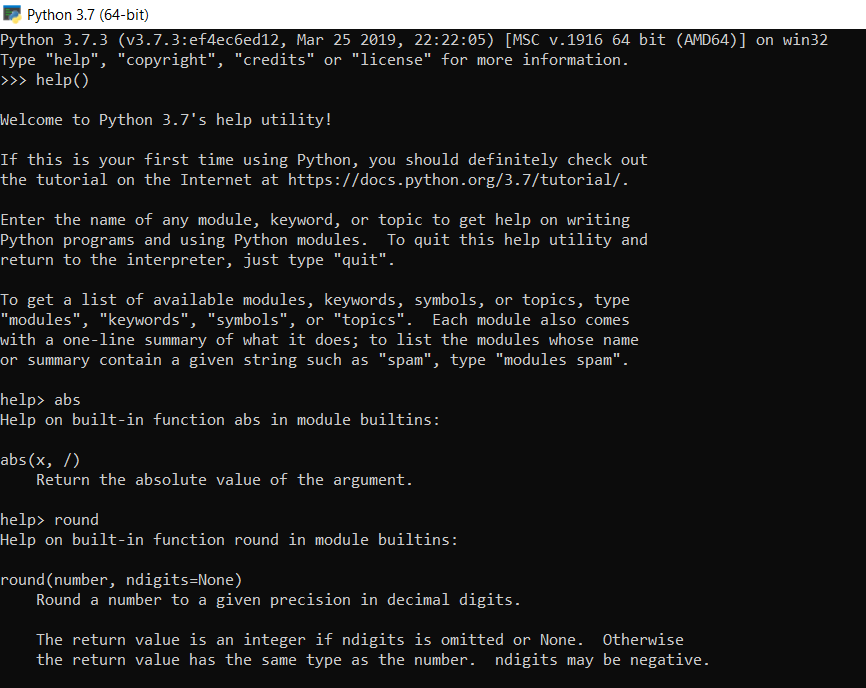 Python 3.7 (64-bit)
Python 3.7.3 (v3.7.3:ef4ec6ed12, Mar 25 2019, 22:22:05) [MSC v.1916 64 bit (AMD64)] on win32
Type "help", "copyright", "credits" or "license" for more information.
>>> help()
Welcome to Python 3.7's help utility!
If this is your first time using Python, you should definitely check out
the tutorial on the Internet at https://docs.python.org/3.7/tutorial/.
Enter the name of any module, keyword, or topic to get help on writing
Python programs and using Python modules.  To quit this help utility and
return to the interpreter, just type "quit".
To get a list of available modules, keywords, symbols, or topics, type
"modules", "keywords", "symbols", or "topics".  Each module also comes
with a one-line summary of what it does; to list the modules whose name
or summary contain a given string such as "spam", type "modules spam".
help> abs
Help on built-in function abs in module builtins:
abs(x, /)
    Return the absolute value of the argument.
help> round
Help on built-in function round in module builtins:
round(number, ndigits=None)
    Round a number to a given precision in decimal digits.
    The return value is an integer if ndigits is omitted or None.  Otherwise
    the return value has the same type as the number.  ndigits may be negative.